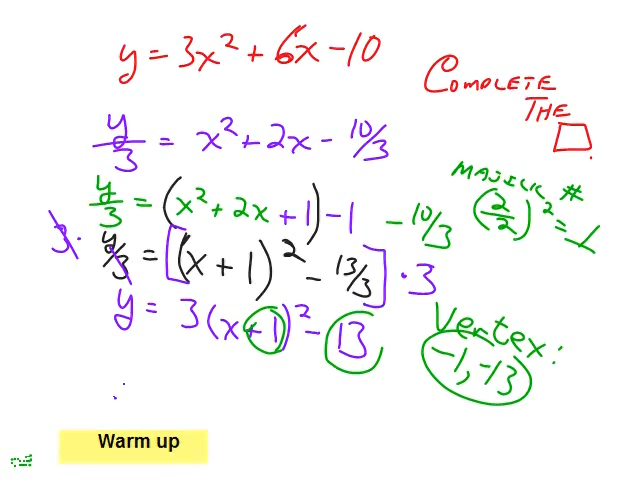 y = 3x² + 6x - 10
COMPLETE
THE □.
y/3 = x² + 2x - 10/3
MAJICK #
y/3 = (x² + 2x + 1) - 1 - 10/3
(2/2)² = 1
3 · y/3 = [(x + 1)² - 13/3] · 3
y = 3(x + 1)² - 13
Vertex:
-1, -13
Warm up